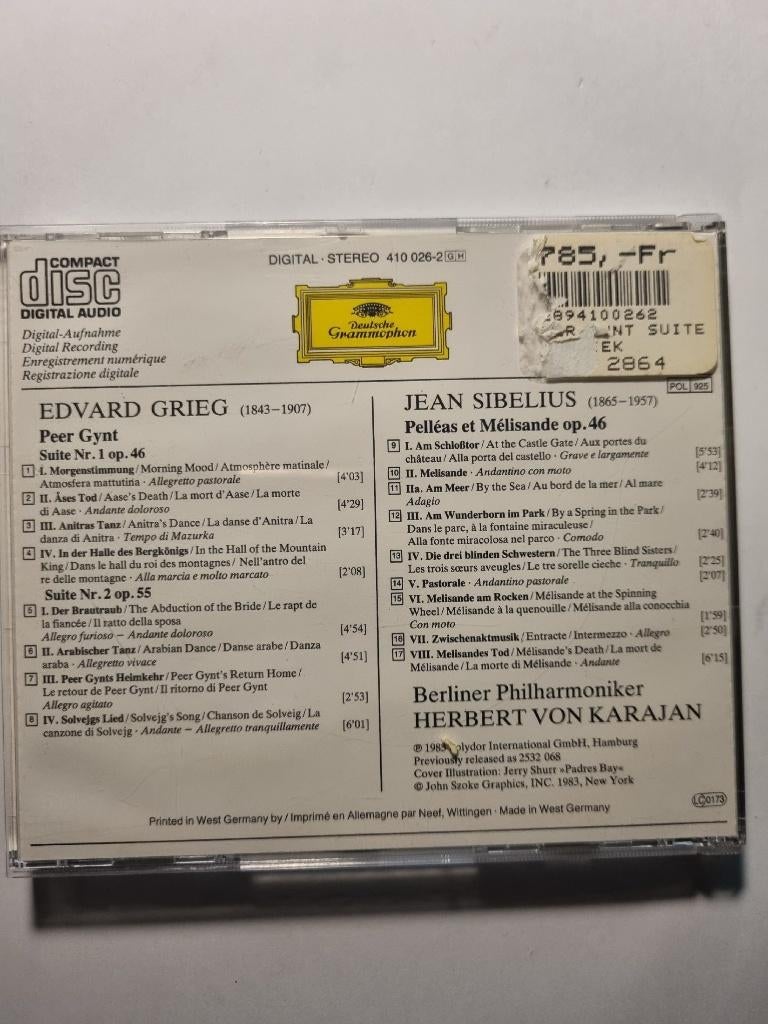 COMPACT
disc
DIGITAL AUDIO
DIGITAL · STEREO 410 026-2 GH
Deutsche
Grammophon
785,-Fr
894100262
NT SUITE
EK
2864
POL 925
Digital-Aufnahme
Digital Recording
Enregistrement numérique
Registrazione digitale
EDVARD GRIEG (1843–1907)
Peer Gynt
Suite Nr. 1 op. 46
1 I. Morgenstimmung / Morning Mood / Atmosphère matinale /
Atmosfera mattutina · Allegretto pastorale [4'03]
2 II. Åses Tod / Aase's Death / La mort d'Aase / La morte
di Aase · Andante doloroso [4'29]
3 III. Anitras Tanz / Anitra's Dance / La danse d'Anitra / La
danza di Anitra · Tempo di Mazurka [3'17]
4 IV. In der Halle des Bergkönigs / In the Hall of the Mountain
King / Dans le hall du roi des montagnes / Nell'antro del
re delle montagne · Alla marcia e molto marcato [2'08]
Suite Nr. 2 op. 55
5 I. Der Brautraub / The Abduction of the Bride / Le rapt de
la fiancée / Il ratto della sposa
Allegro furioso – Andante doloroso [4'54]
6 II. Arabischer Tanz / Arabian Dance / Danse arabe / Danza
araba · Allegretto vivace [4'51]
7 III. Peer Gynts Heimkehr / Peer Gynt's Return Home /
Le retour de Peer Gynt / Il ritorno di Peer Gynt
Allegro agitato [2'53]
8 IV. Solvejgs Lied / Solvejg's Song / Chanson de Solveig / La
canzone di Solvejg · Andante – Allegretto tranquillamente [6'01]
JEAN SIBELIUS (1865–1957)
Pelléas et Mélisande op. 46
9 I. Am Schloßtor / At the Castle Gate / Aux portes du
château / Alla porta del castello · Grave e largamente [5'53]
10 II. Melisande · Andantino con moto [4'12]
11 IIa. Am Meer / By the Sea / Au bord de la mer / Al mare
Adagio [2'39]
12 III. Am Wunderborn im Park / By a Spring in the Park /
Dans le parc, à la fontaine miraculeuse /
Alla fonte miracolosa nel parco · Comodo [2'40]
13 IV. Die drei blinden Schwestern / The Three Blind Sisters /
Les trois sœurs aveugles / Le tre sorelle cieche · Tranquillo [2'25]
14 V. Pastorale · Andantino pastorale [2'07]
15 VI. Melisande am Rocken / Mélisande at the Spinning
Wheel / Mélisande à la quenouille / Mélisande alla conocchia
Con moto [1'59]
16 VII. Zwischenaktmusik / Entracte / Intermezzo · Allegro [2'50]
17 VIII. Melisandes Tod / Mélisande's Death / La mort de
Mélisande / La morte di Mélisande · Andante [6'15]
Berliner Philharmoniker
HERBERT VON KARAJAN
℗ 1983 Polydor International GmbH, Hamburg
Previously released as 2532 068
Cover Illustration: Jerry Shurr »Padres Bay«
© John Szoke Graphics, INC. 1983, New York
LC 0173
Printed in West Germany by / Imprimé en Allemagne par Neef, Wittingen · Made in West Germany